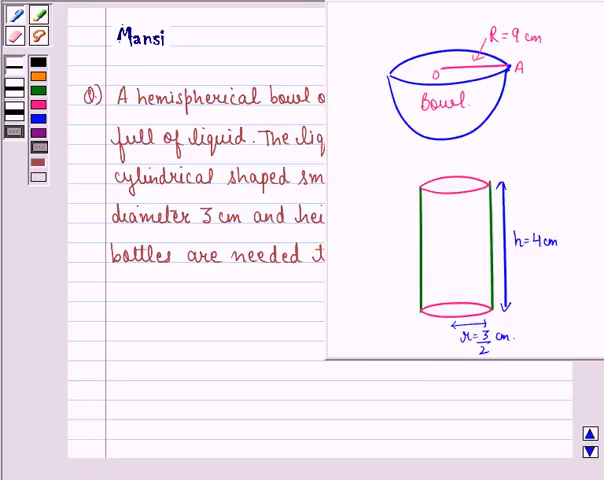 Mansi
Q.) A hemispherical bowl o
full of liquid. The liq
cylindrical shaped sm
diameter 3 cm and hei
bottles are needed t
R = 9 cm
O
A
Bowl.
h = 4 cm
r = 3/2 cm.